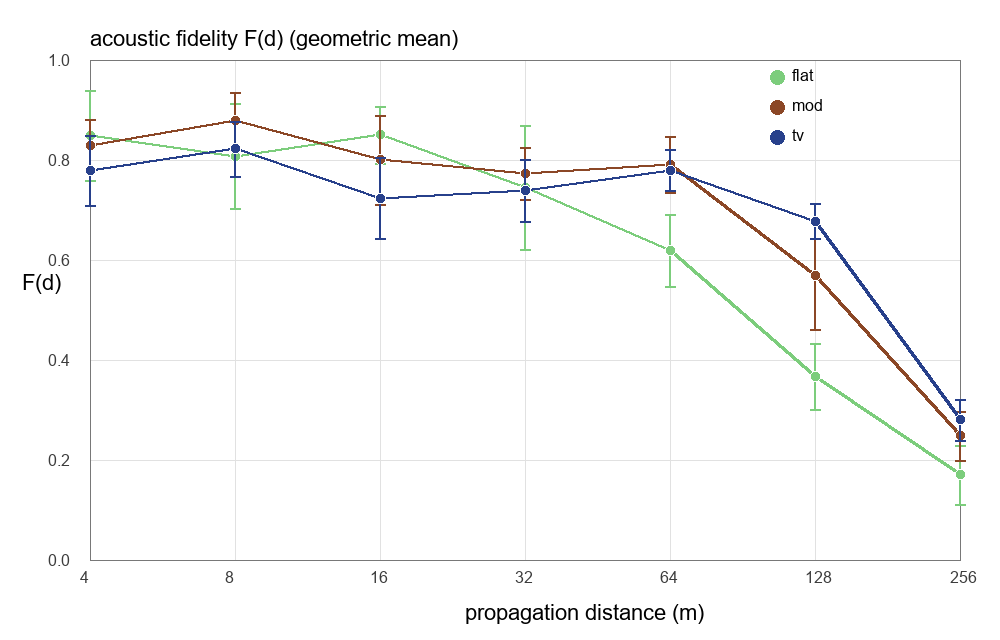 acoustic fidelity F(d) (geometric mean)
1.0
flat
mod
tv
0.8
0.6
F(d)
0.4
0.2
0.0
4 8 16 32 64 128 256
propagation distance (m)